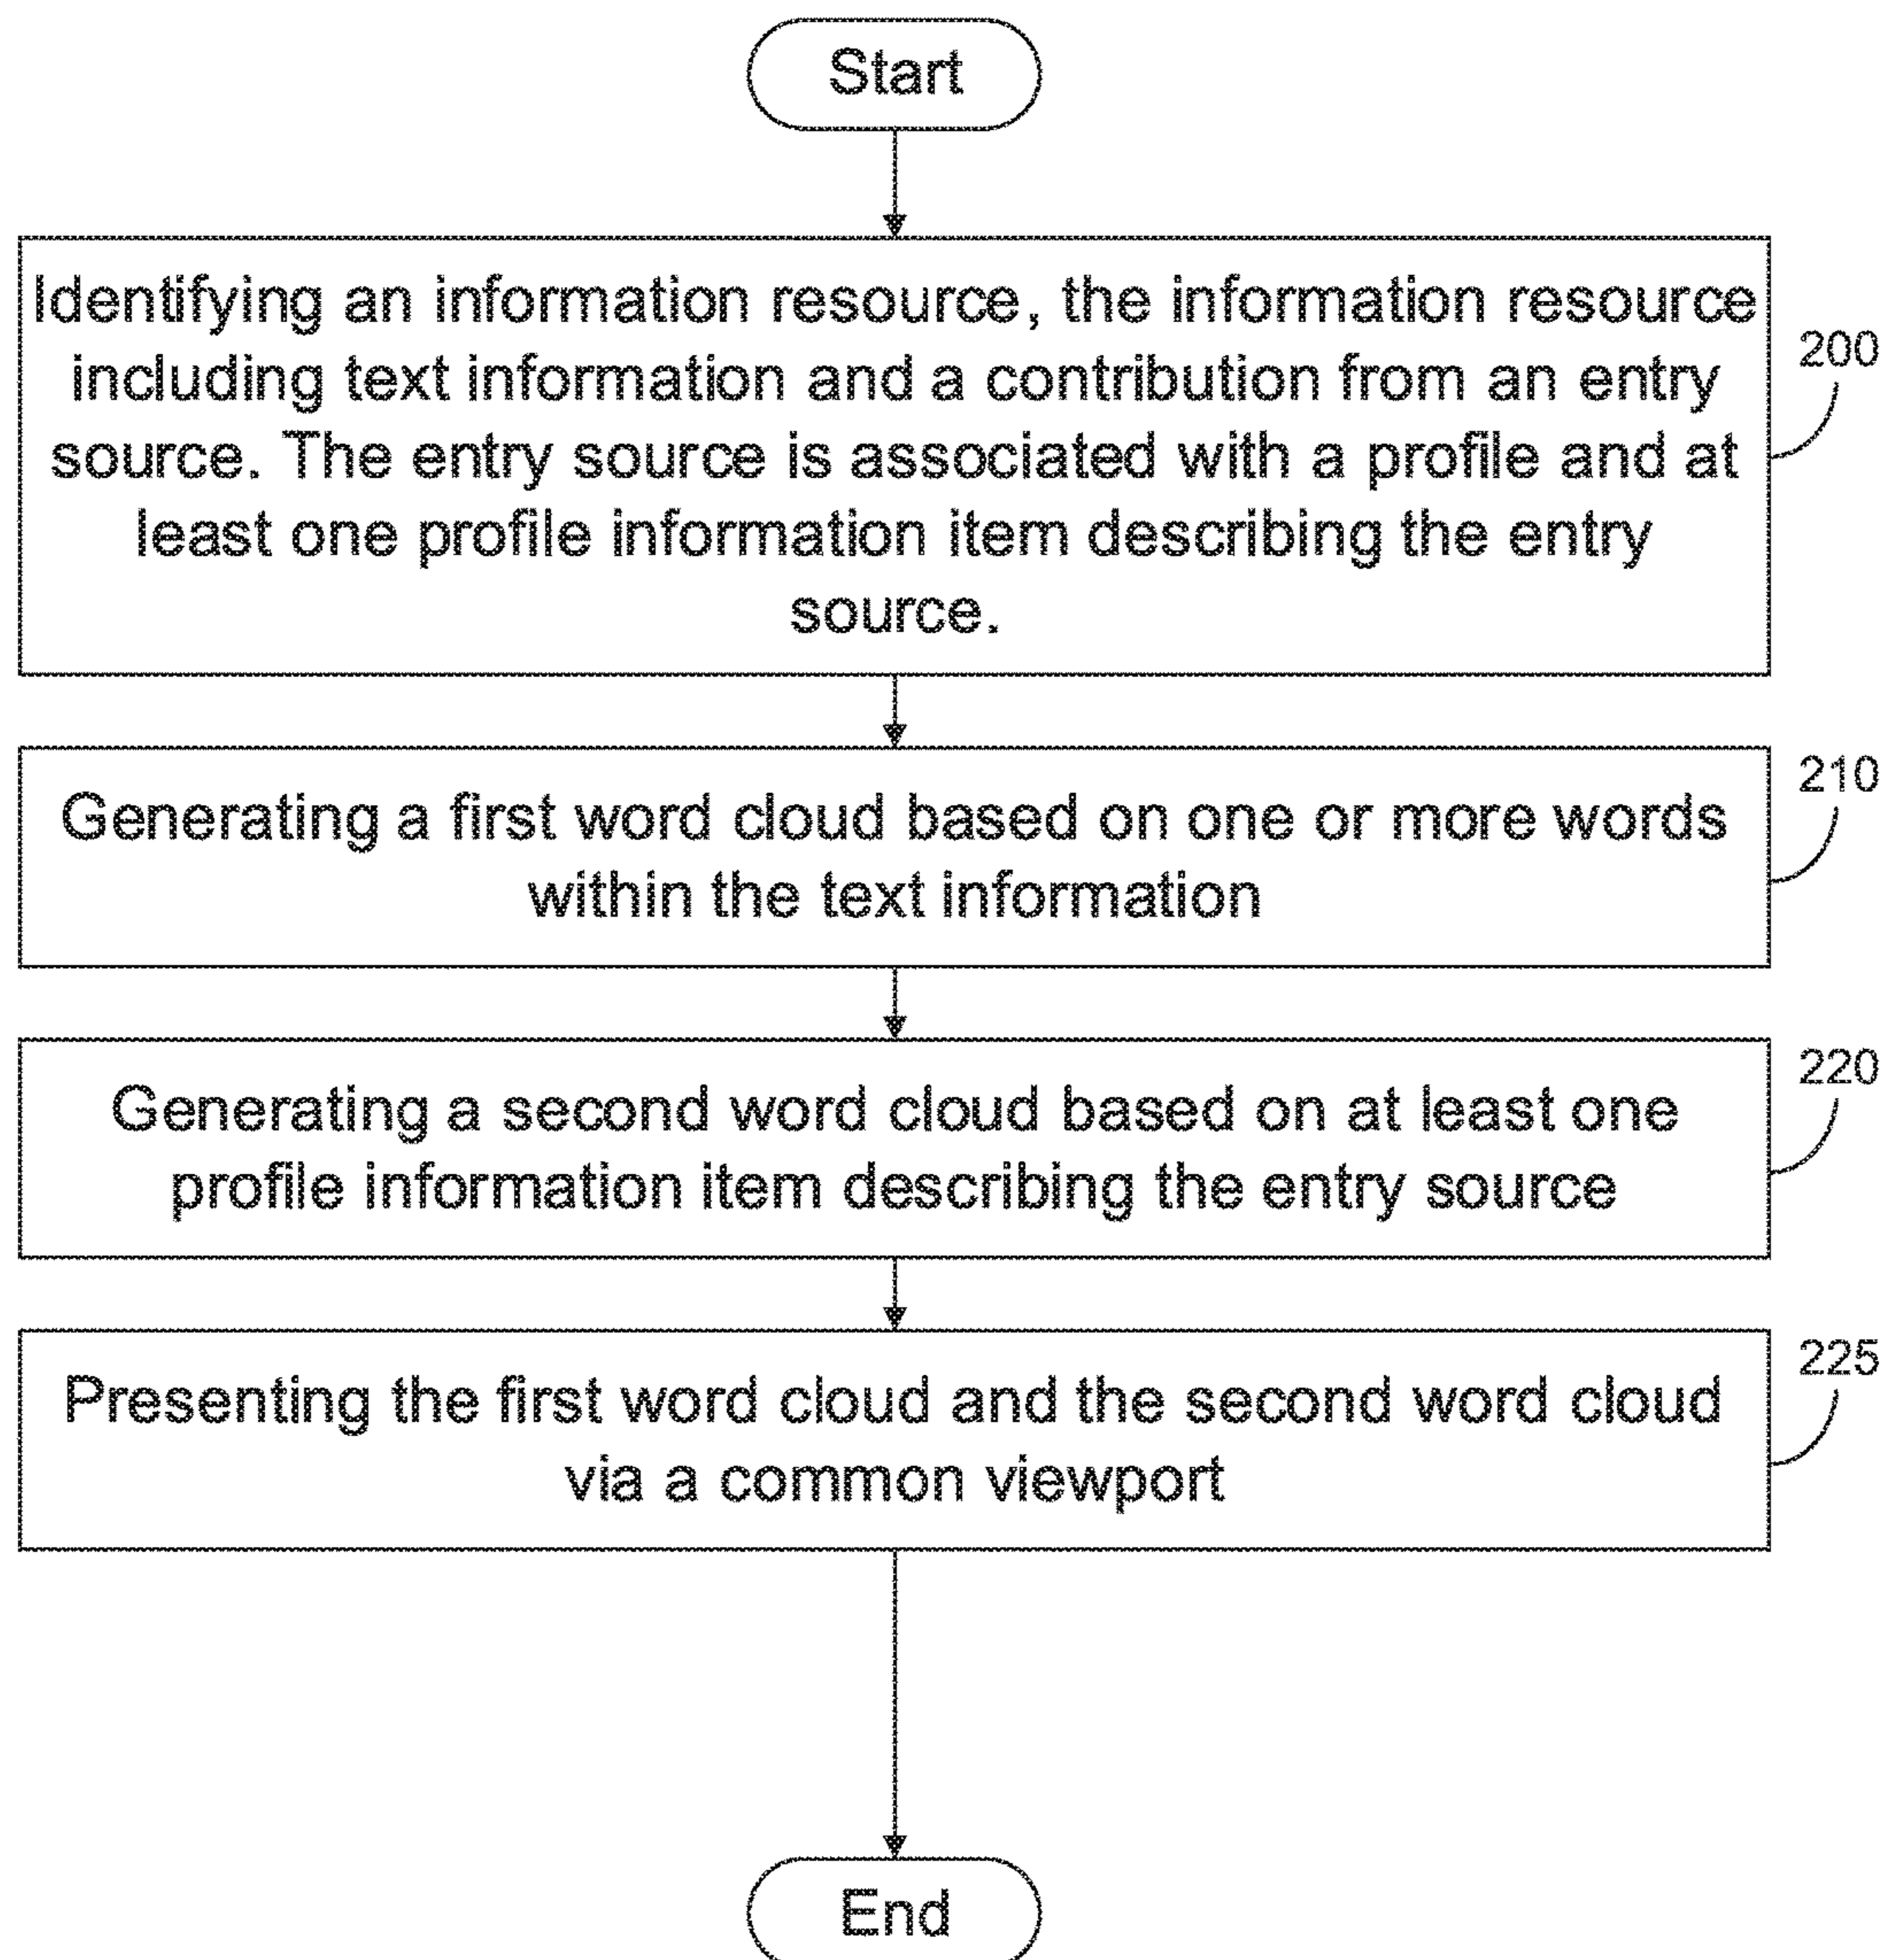 Start
Identifying an information resource, the information resource
200
including text information and a contribution from an entry
source. The entry source is associated with a profile and at
least one profile information item describing the entry
source.
210
Generating a first word cloud based on one or more words
within the text information
220
Generating a second word cloud based on at least one
profile information item describing the entry source
225
Presenting the first word cloud and the second word cloud
via a common viewport
End